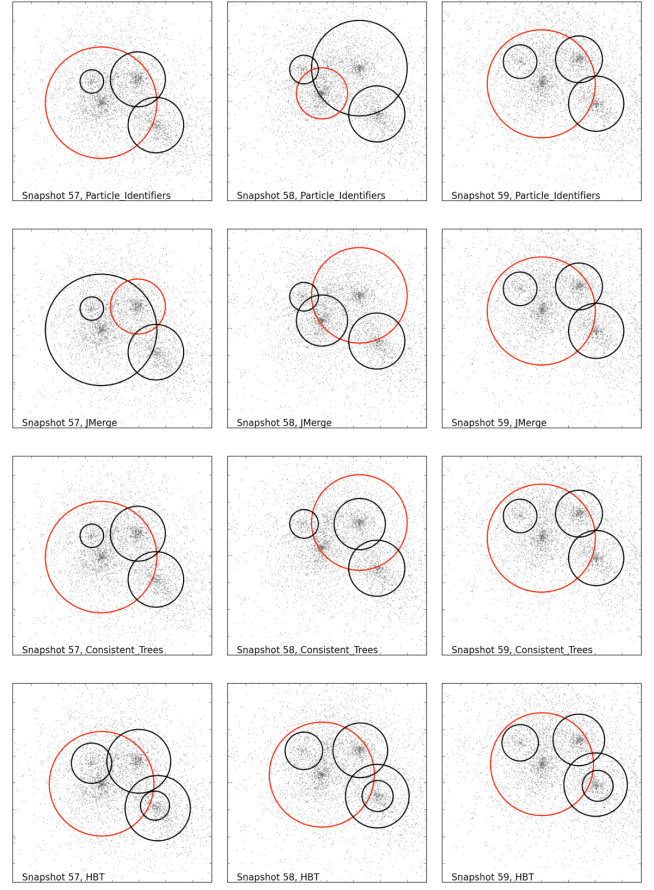 Snapshot 57, Particle_Identifiers
Snapshot 58, Particle_Identifiers
Snapshot 59, Particle_Identifiers
Snapshot 57, JMerge
Snapshot 58, JMerge
Snapshot 59, JMerge
Snapshot 57, Consistent_Trees
Snapshot 58, Consistent_Trees
Snapshot 59, Consistent_Trees
Snapshot 57, HBT
Snapshot 58, HBT
Snapshot 59, HBT